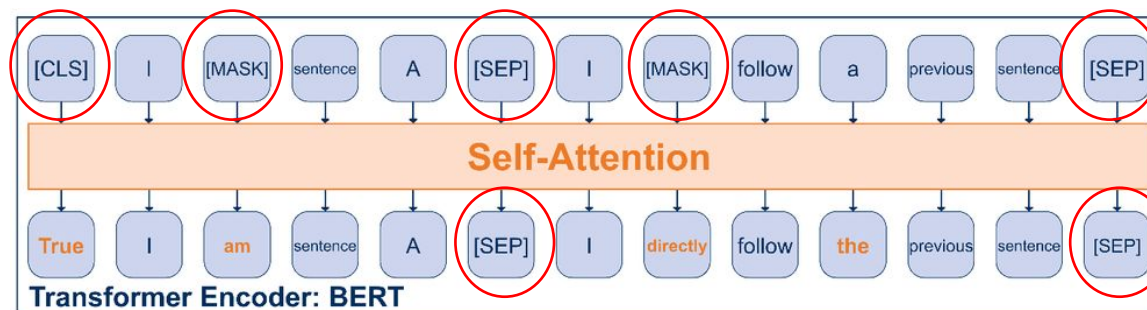 [CLS] I [MASK] sentence A [SEP] I [MASK] follow a previous sentence [SEP]
Self-Attention
True I am sentence A [SEP] I directly follow the previous sentence [SEP]
Transformer Encoder: BERT